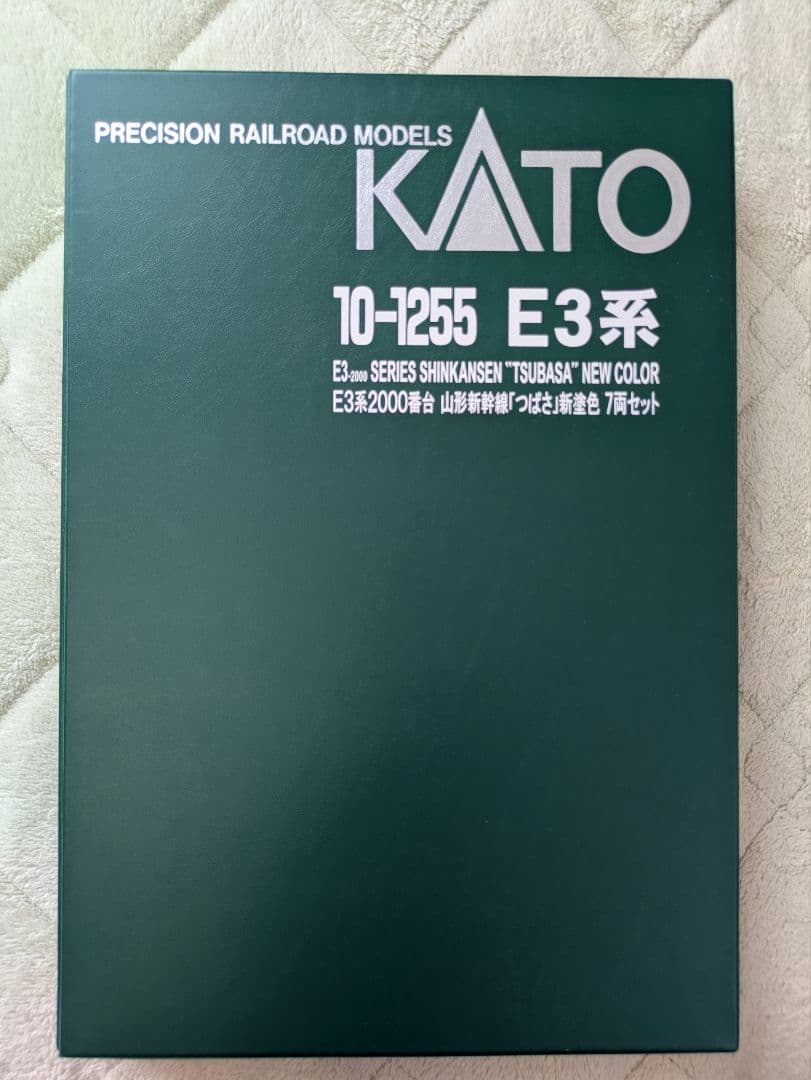 PRECISION RAILROAD MODELS
KATO
10-1255 E3系
E3-2000 SERIES SHINKANSEN "TSUBASA" NEW COLOR
E3系2000番台 山形新幹線「つばさ」新塗色 7両セット